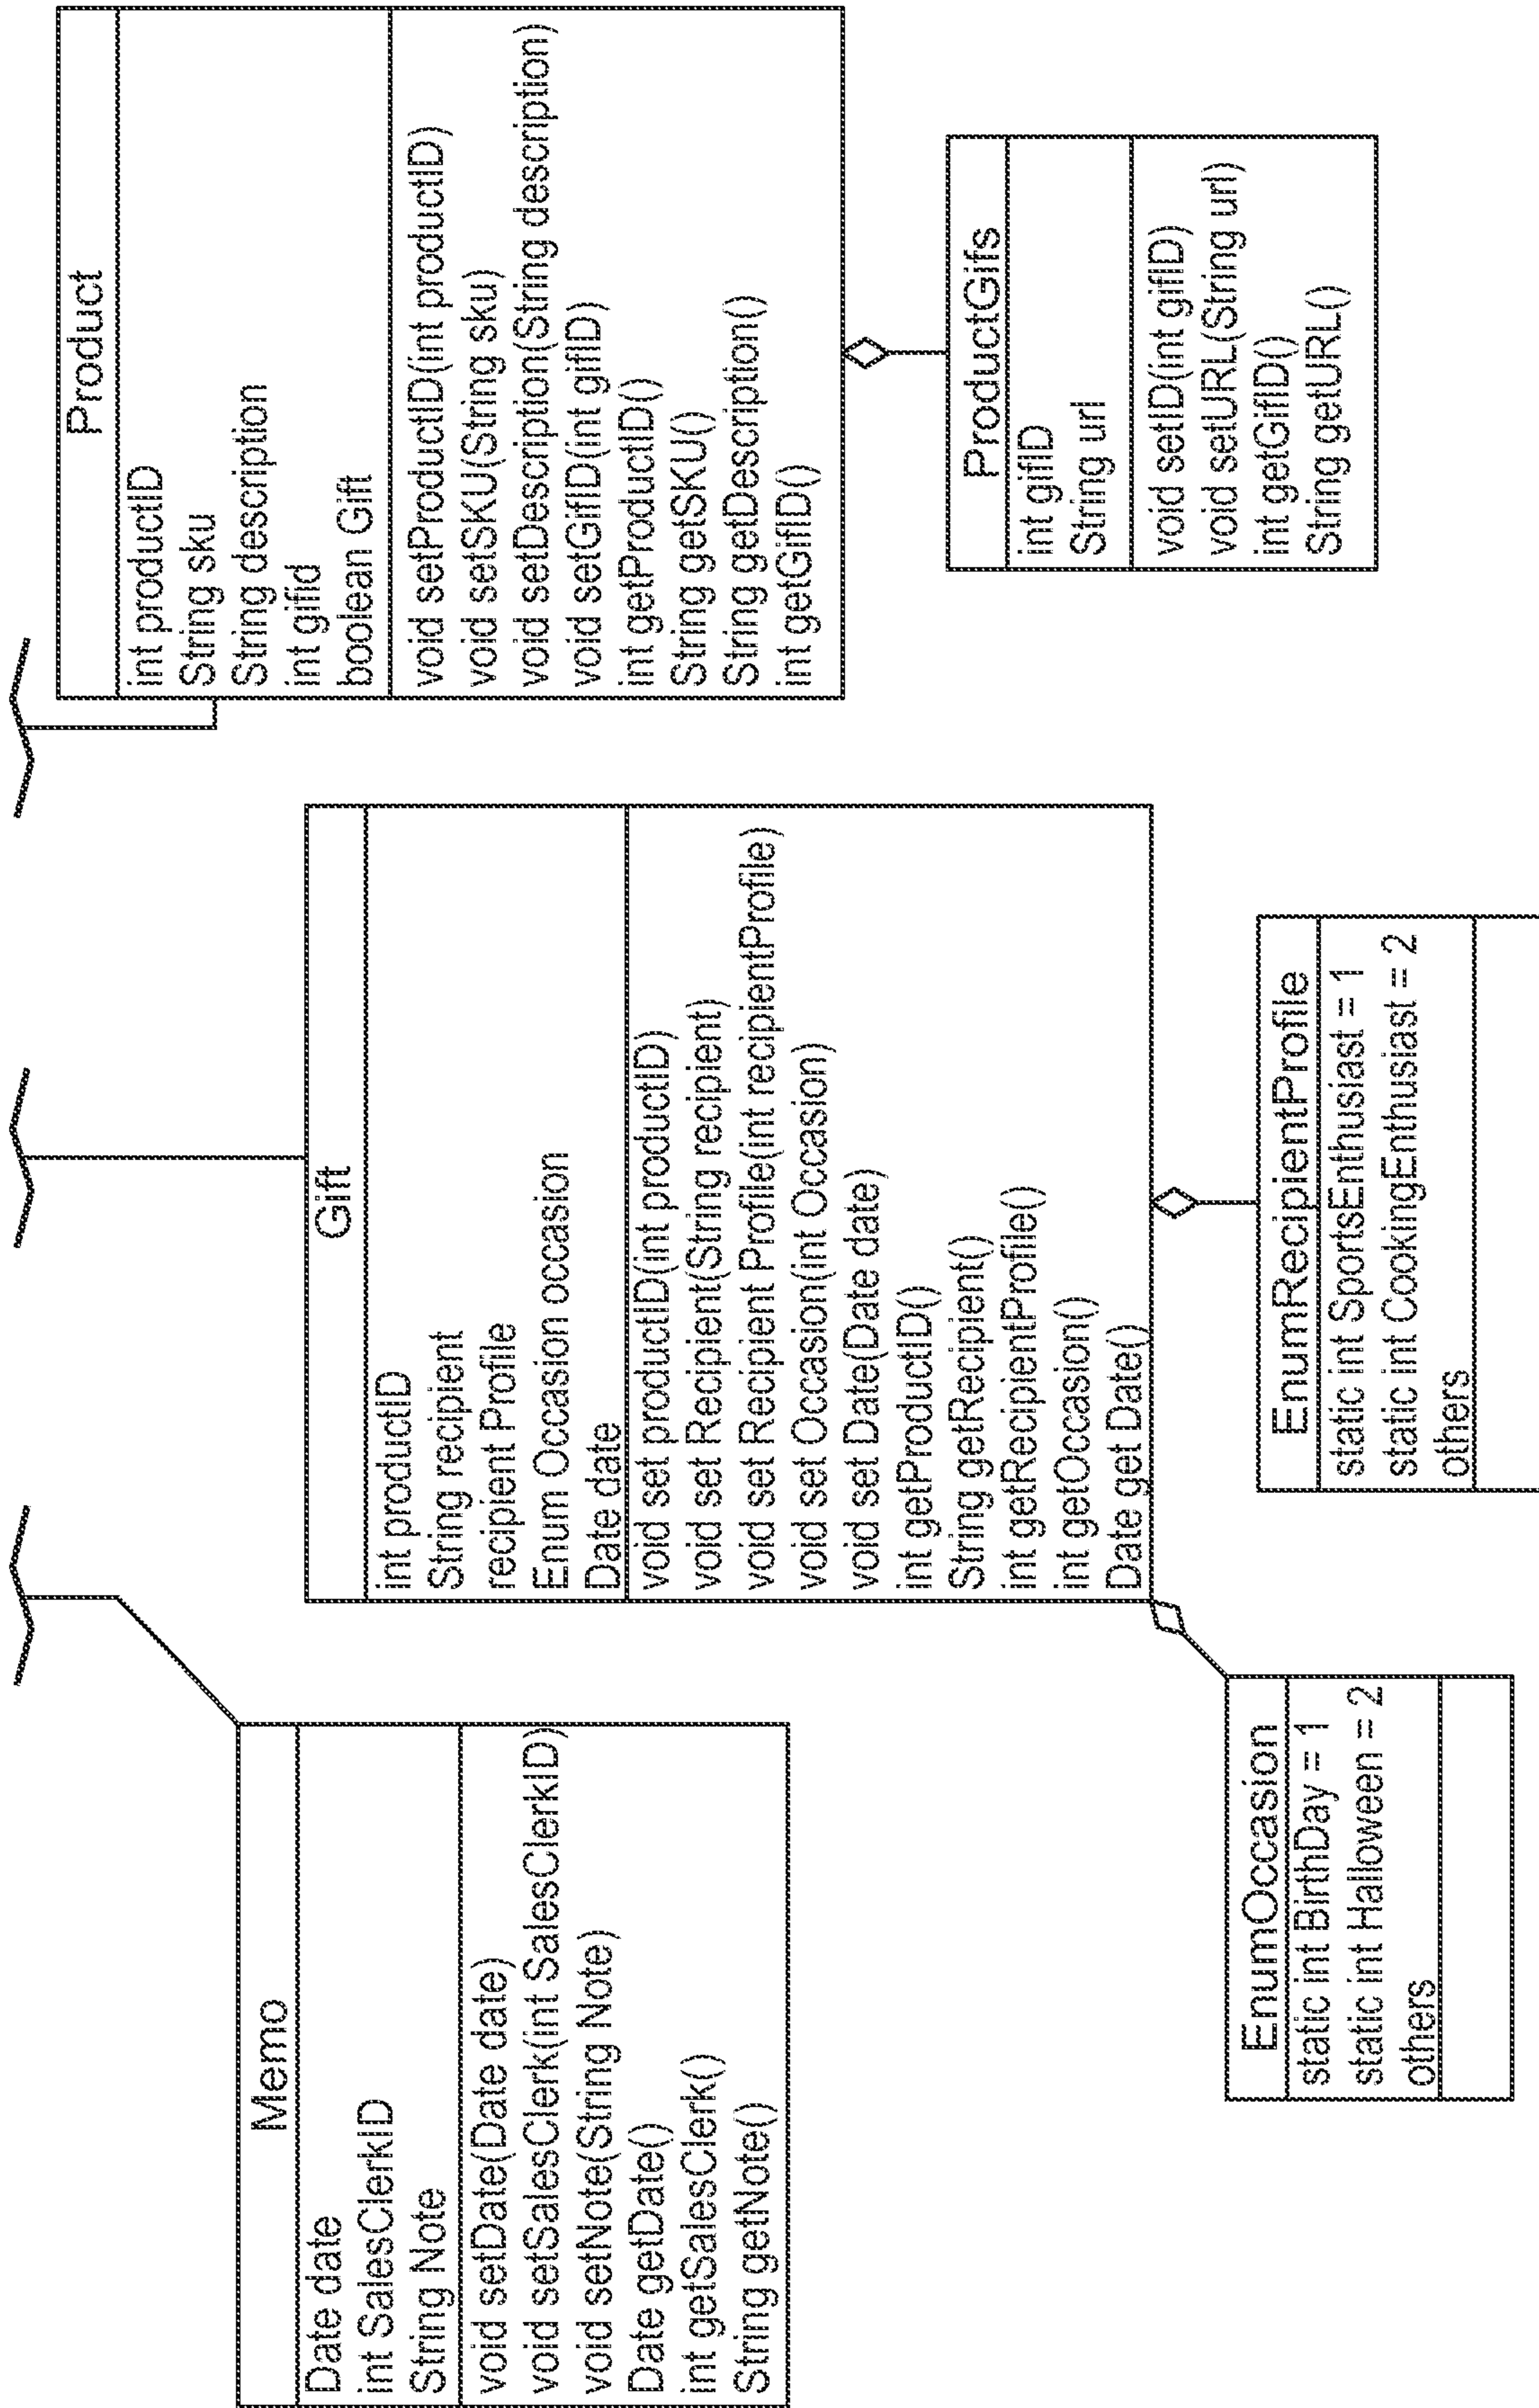 Memo
Date date
int SalesClerkID
String Note
void setDate(Date date)
void setSalesClerk(int SalesClerkID)
void setNote(String Note)
Date getDate()
int getSalesClerk()
String getNote()
Gift
int productID
String recipient
recipient Profile
Enum Occasion occasion
Date date
void set productID(int productID)
void set Recipient(String recipient)
void set Recipient Profile(int recipientProfile)
void set Occasion(int Occasion)
void set Date(Date date)
int getProductID()
String getRecipient()
int getRecipientProfile()
int getOccasion()
Date get Date()
Product
int productID
String sku
String description
int gifId
boolean Gift
void setProductID(int productID)
void setSKU(String sku)
void setDescription(String description)
void setGifID(int gifID)
int getProductID()
String getSKU()
String getDescription()
int getGifID()
EnumOccasion
static int BirthDay = 1
static int Halloween = 2
others
EnumRecipientProfile
static int SportsEnthusiast = 1
static int CookingEnthusiast = 2
others
ProductGifs
int gifID
String url
void setID(int gifID)
void setURL(String url)
int getGifID()
String getURL()